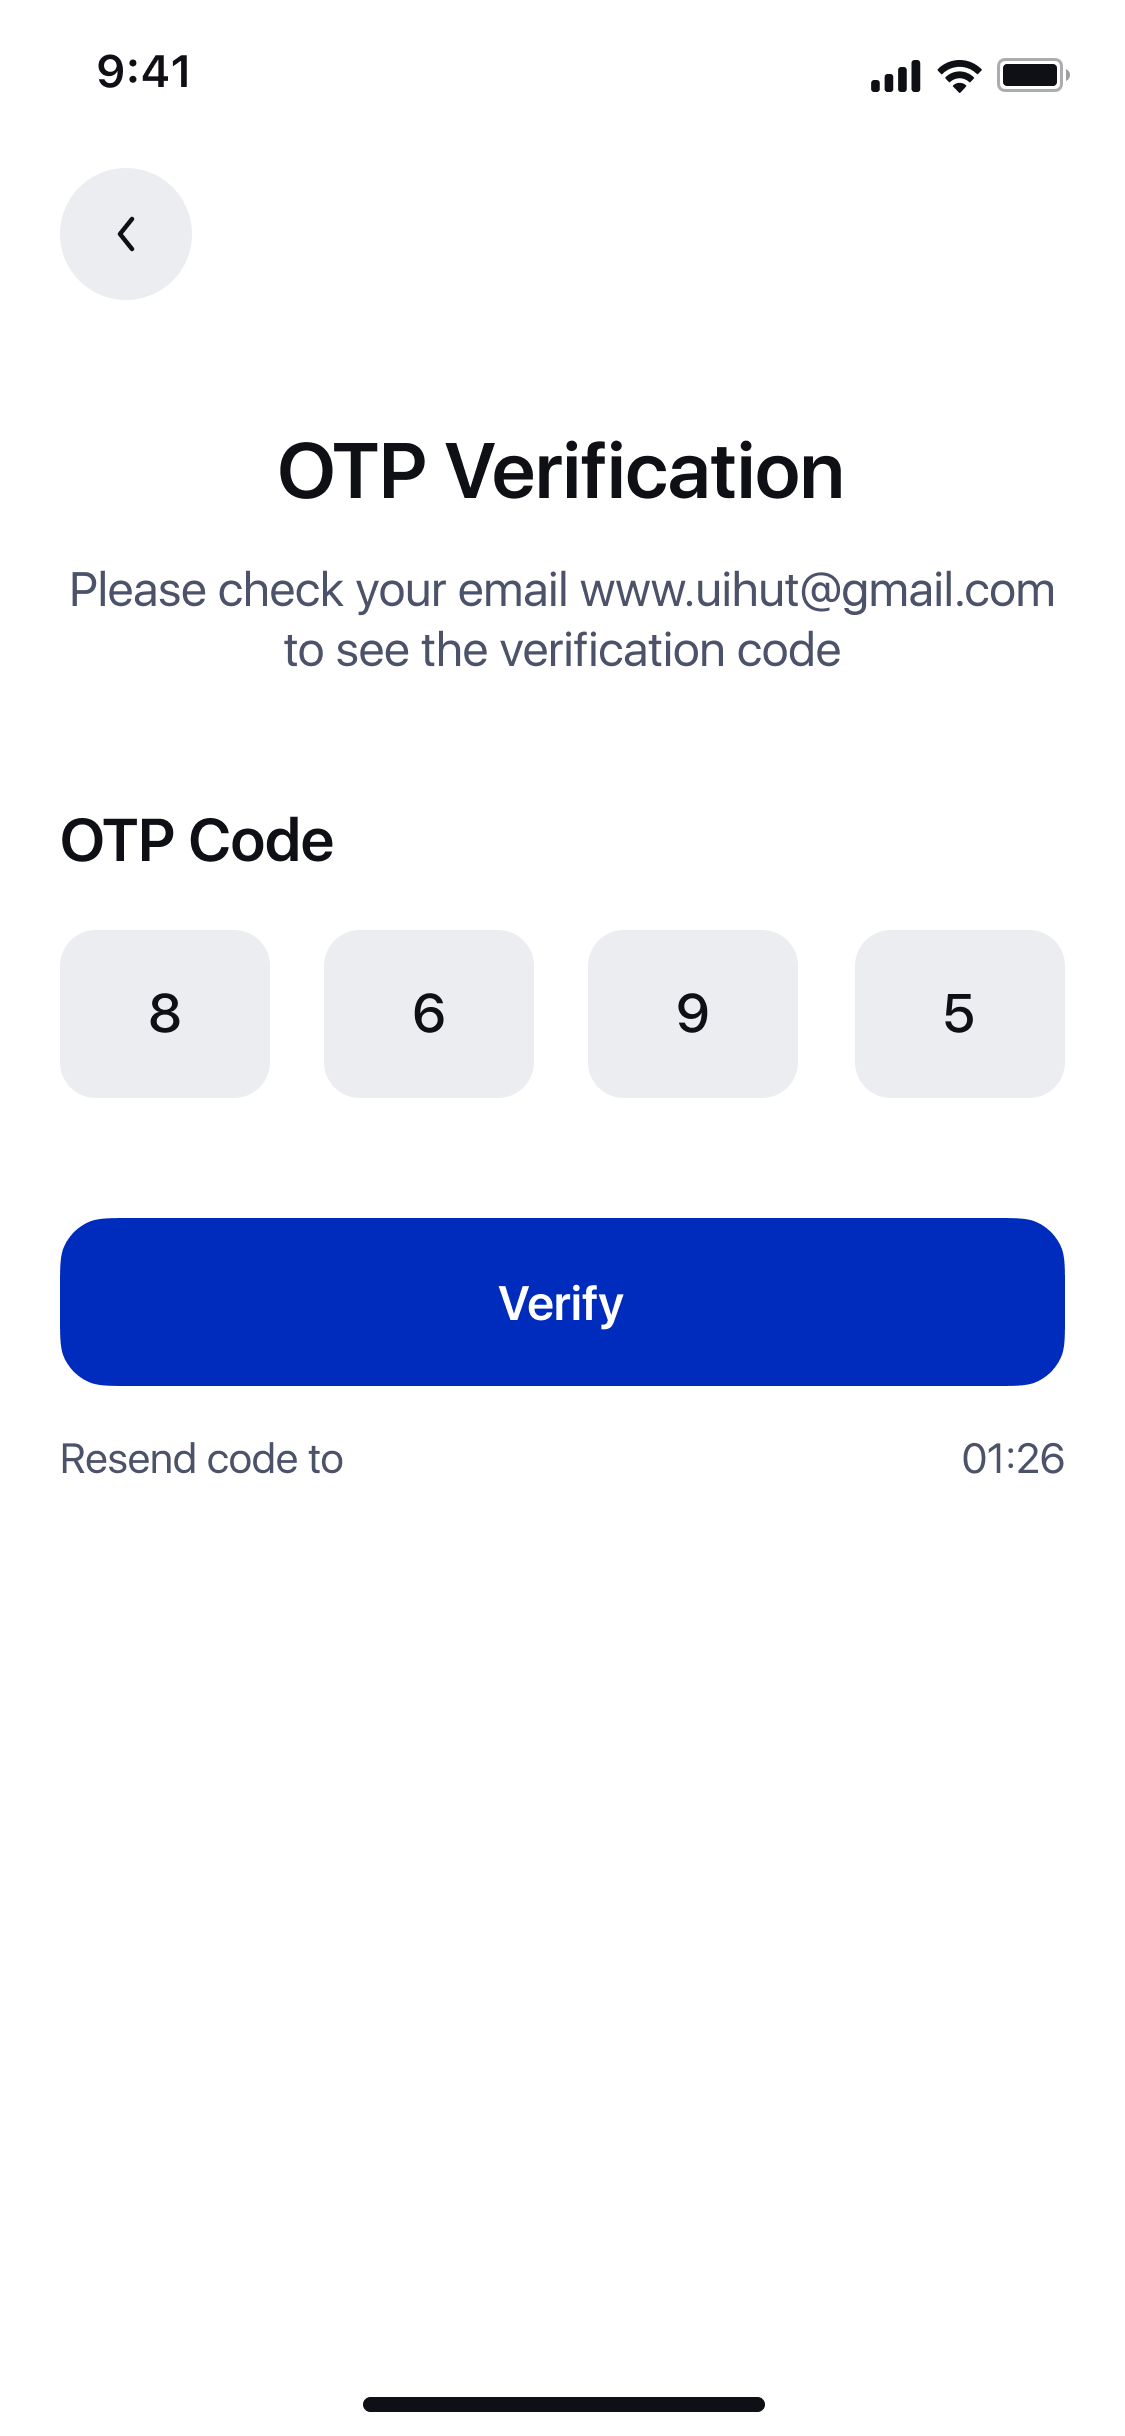 9:41
OTP Verification
Please check your email www.uihut@gmail.com
to see the verification code
OTP Code
8 6 9 5
Verify
Resend code to 01:26